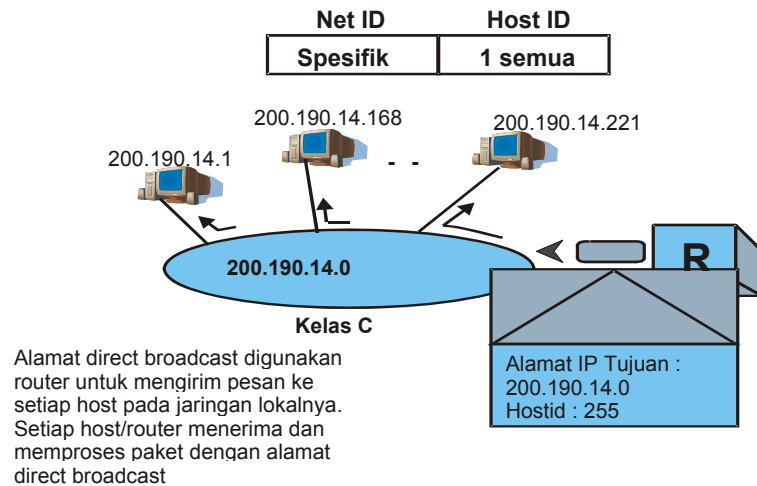 Net ID Host ID
Spesifik 1 semua
200.190.14.168
200.190.14.221
200.190.14.1
- -
R
200.190.14.0
Kelas C
Alamat direct broadcast digunakan
router untuk mengirim pesan ke
setiap host pada jaringan lokalnya.
Setiap host/router menerima dan
memproses paket dengan alamat
direct broadcast
Alamat IP Tujuan :
200.190.14.0
Hostid : 255